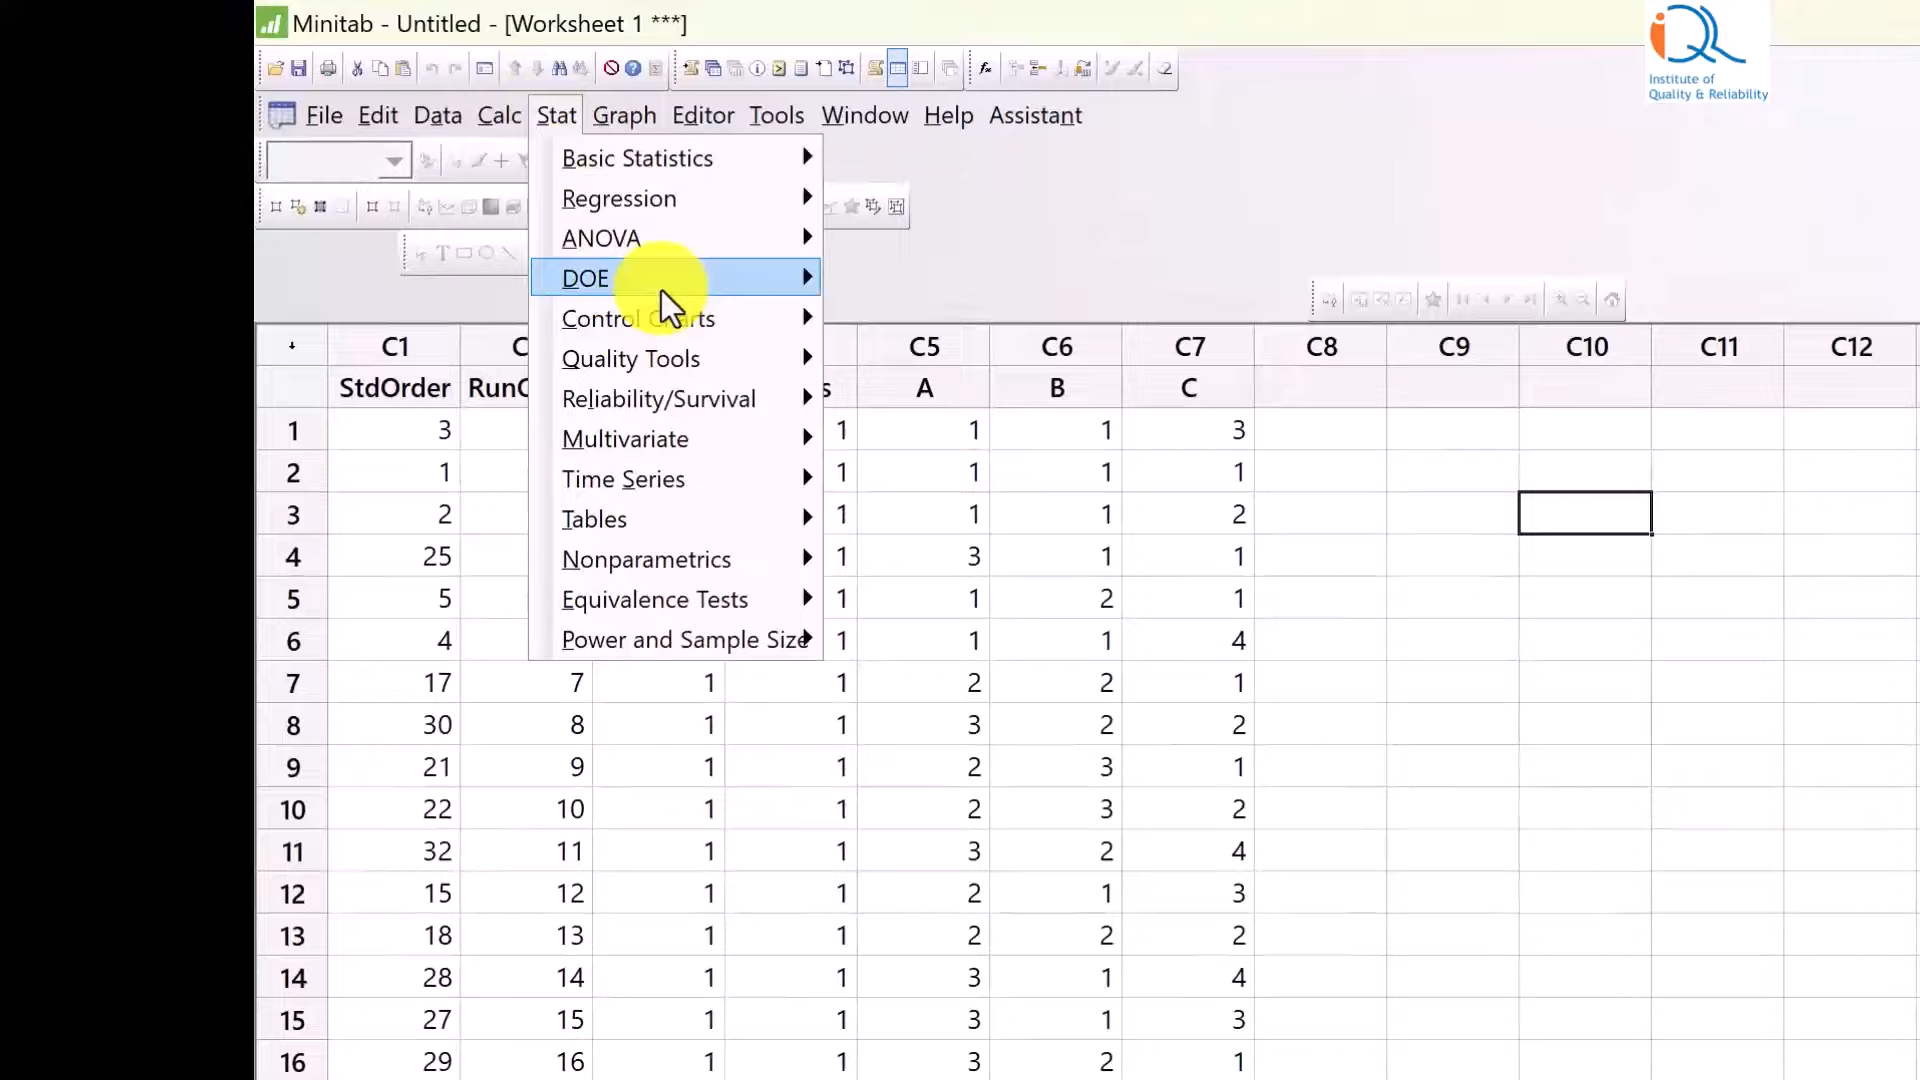 Minitab - Untitled - [Worksheet 1 ***]
Institute of
Quality & Reliability
File Edit Data Calc Stat Graph Editor Tools Window Help Assistant
Basic Statistics
Regression
ANOVA
DOE
Control Charts
Quality Tools
Reliability/Survival
Multivariate
Time Series
Tables
Nonparametrics
Equivalence Tests
Power and Sample Size
C1 C C5 C6 C7 C8 C9 C10 C11 C12
StdOrder RunO s A B C
1 3 1 1 1 3
2 1 1 1 1 1
3 2 1 1 1 2
4 25 1 3 1 1
5 5 1 1 2 1
6 4 1 1 1 4
7 17 7 1 1 2 2 1
8 30 8 1 1 3 2 2
9 21 9 1 1 2 3 1
10 22 10 1 1 2 3 2
11 32 11 1 1 3 2 4
12 15 12 1 1 2 1 3
13 18 13 1 1 2 2 2
14 28 14 1 1 3 1 4
15 27 15 1 1 3 1 3
16 29 16 1 1 3 2 1